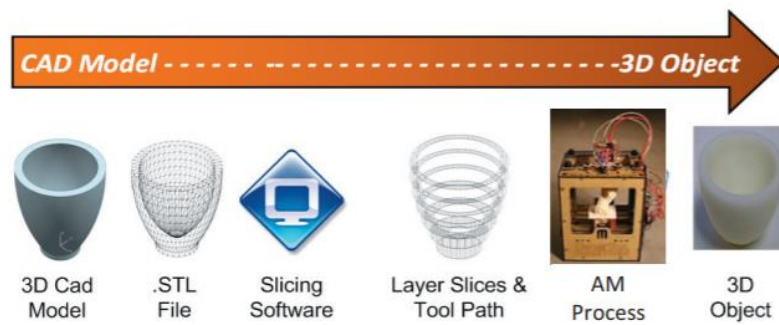 CAD Model - - - - - - -- - - - - - - - - - - - - - - - - - - - - - - - -3D Object
3D Cad
Model
.STL
File
Slicing
Software
Layer Slices &
Tool Path
AM
Process
3D
Object